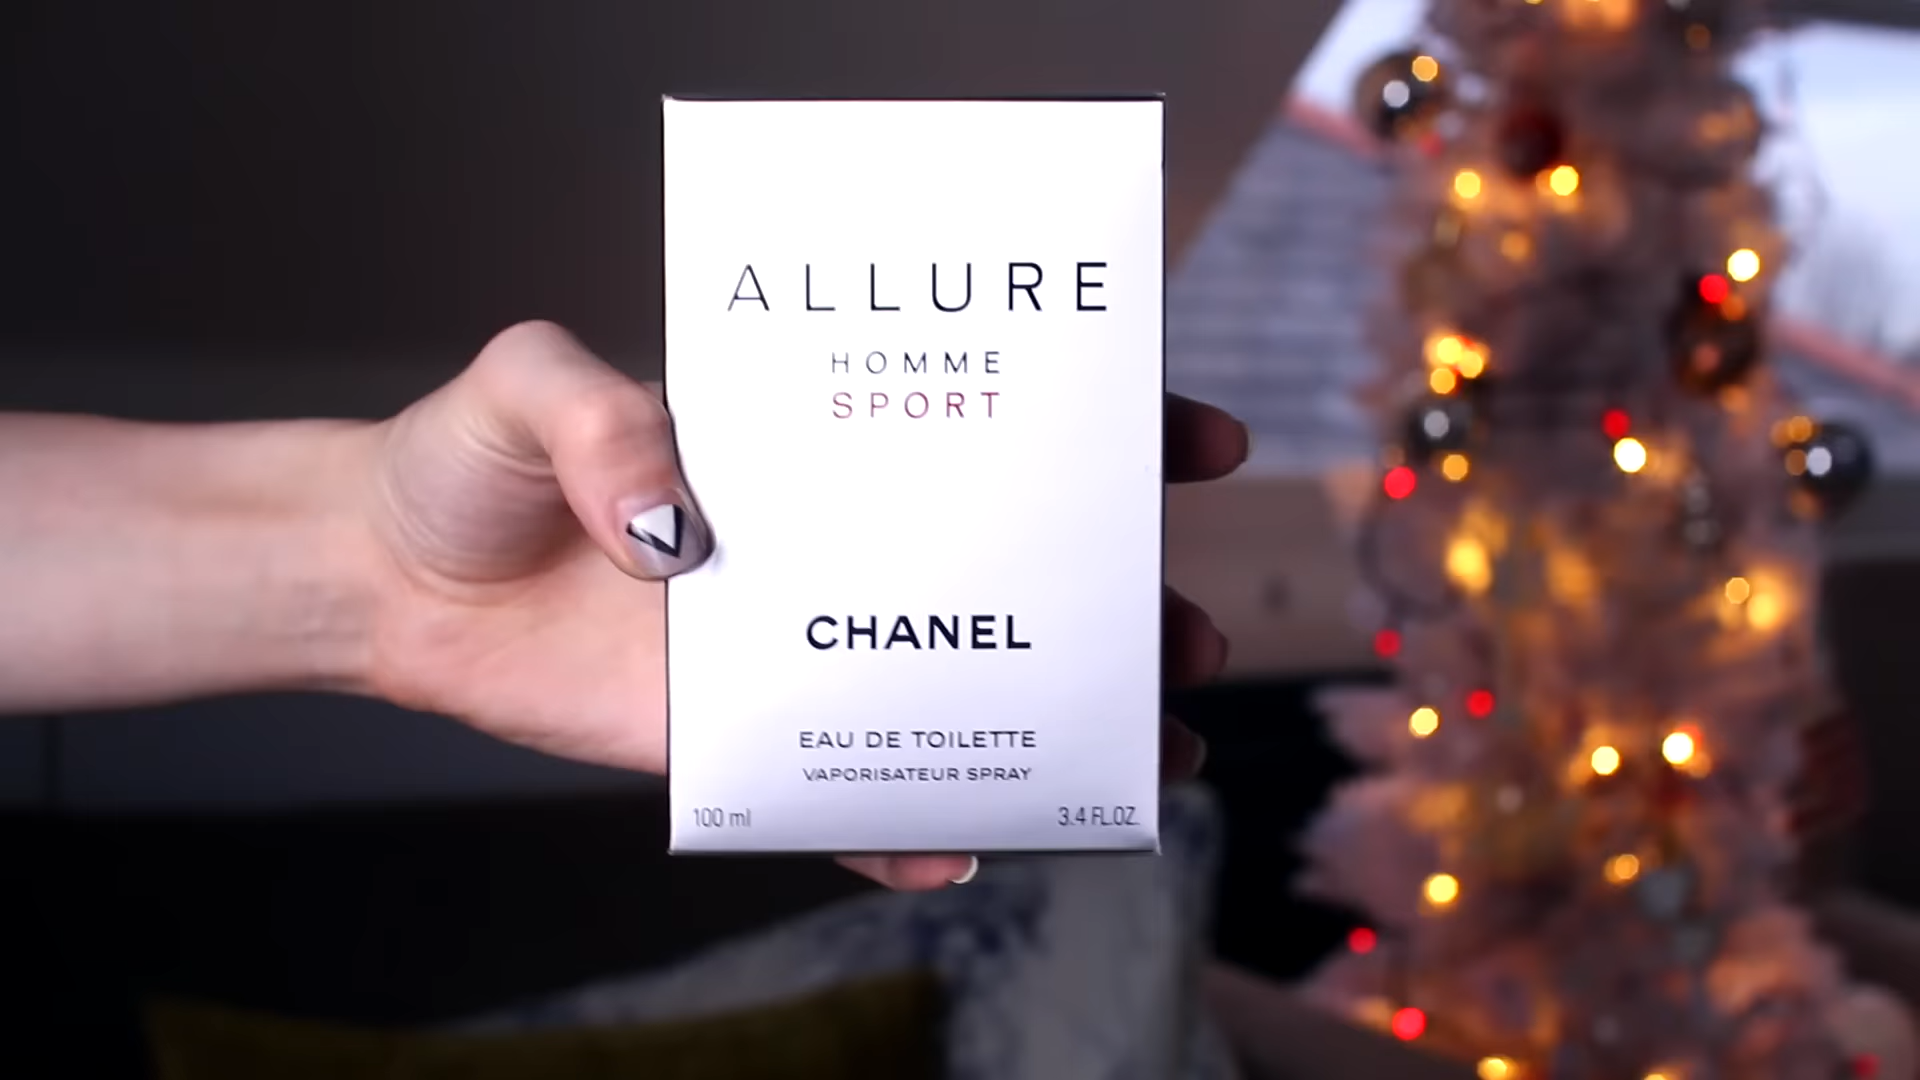 ALLURE
HOMME
SPORT
CHANEL
EAU DE TOILETTE
VAPORISATEUR SPRAY
100 ml 3.4 FL.OZ.